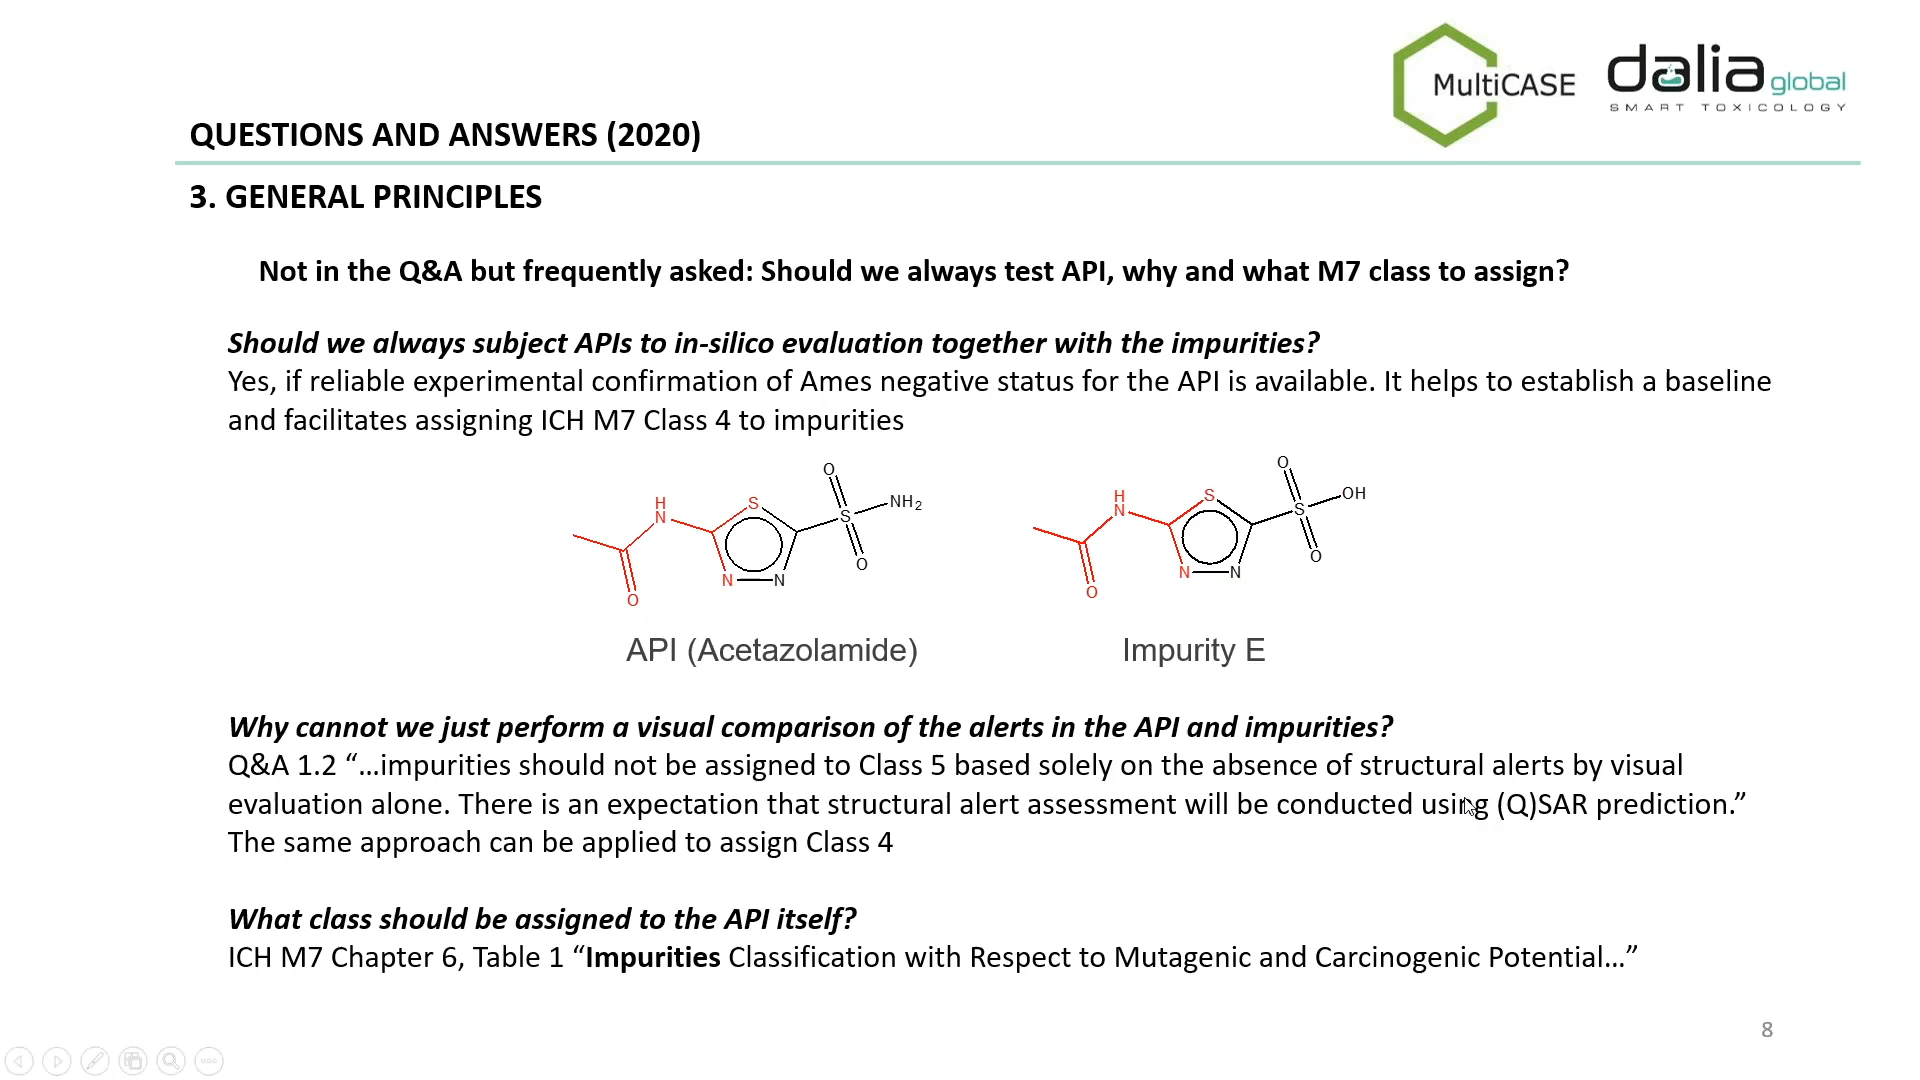 MultiCASE
dalia global
SMART TOXICOLOGY
QUESTIONS AND ANSWERS (2020)
3. GENERAL PRINCIPLES
Not in the Q&A but frequently asked: Should we always test API, why and what M7 class to assign?
Should we always subject APIs to in-silico evaluation together with the impurities?
Yes, if reliable experimental confirmation of Ames negative status for the API is available. It helps to establish a baseline
and facilitates assigning ICH M7 Class 4 to impurities
O
H
N
S
S
NH2
O
N
N
O
O
H
N
S
S
OH
O
N
N
O
API (Acetazolamide)
Impurity E
Why cannot we just perform a visual comparison of the alerts in the API and impurities?
Q&A 1.2 “…impurities should not be assigned to Class 5 based solely on the absence of structural alerts by visual
evaluation alone. There is an expectation that structural alert assessment will be conducted using (Q)SAR prediction.”
The same approach can be applied to assign Class 4
What class should be assigned to the API itself?
ICH M7 Chapter 6, Table 1 “Impurities Classification with Respect to Mutagenic and Carcinogenic Potential…”
8